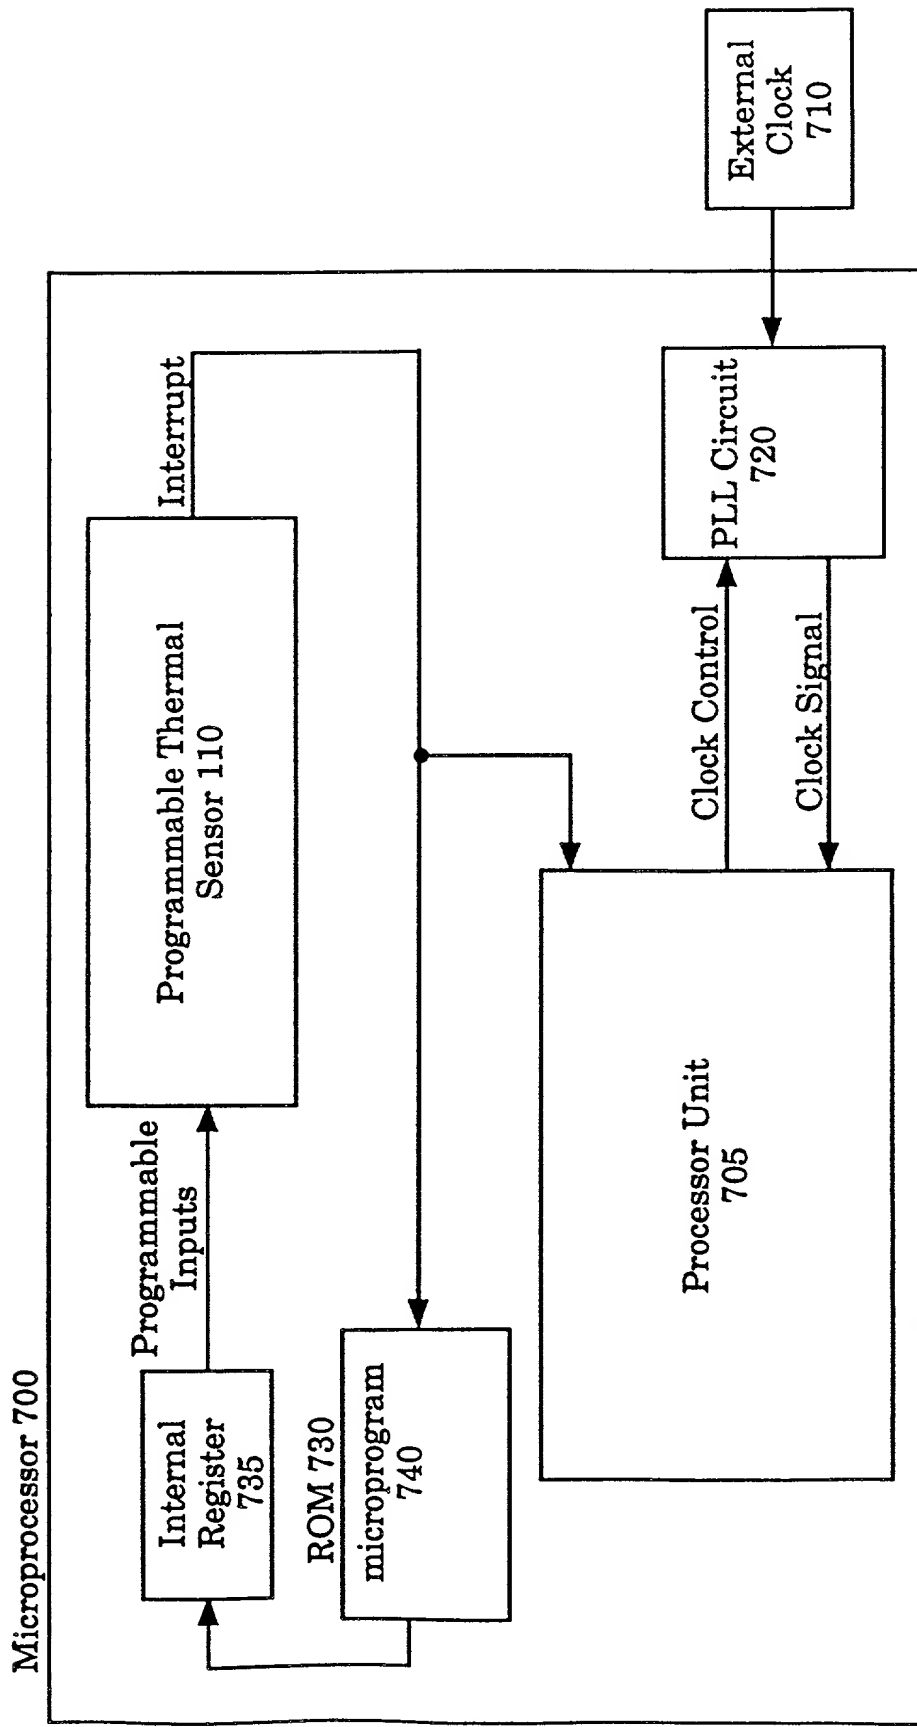 Microprocessor 700
Internal
Register
735
Programmable
Inputs
Programmable Thermal
Sensor 110
Interrupt
ROM 730
microprogram
740
Processor Unit
705
Clock Control
Clock Signal
PLL Circuit
720
External
Clock
710